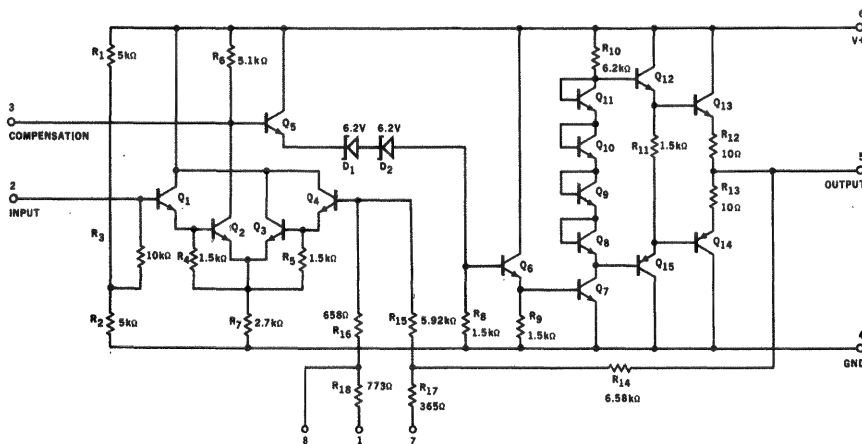 R1 5kΩ
R6 5.1kΩ
R10 6.2kΩ
6
V+
Q12
Q11
Q13
3
COMPENSATION
Q5
6.2V 6.2V
D1 D2
Q10
R11 1.5kΩ
R12 10Ω
5
OUTPUT
2
INPUT
Q1
Q2
Q3
Q4
Q9
R13 10Ω
R3 10kΩ
R4 1.5kΩ
R5 1.5kΩ
Q8
Q6
Q15
Q14
Q7
R2 5kΩ
R7 2.7kΩ
658Ω R16
R15 5.92kΩ
R8 1.5kΩ
R9 1.5kΩ
4
GND
R18 773Ω
R17 365Ω
R14 6.58kΩ
8 1 7